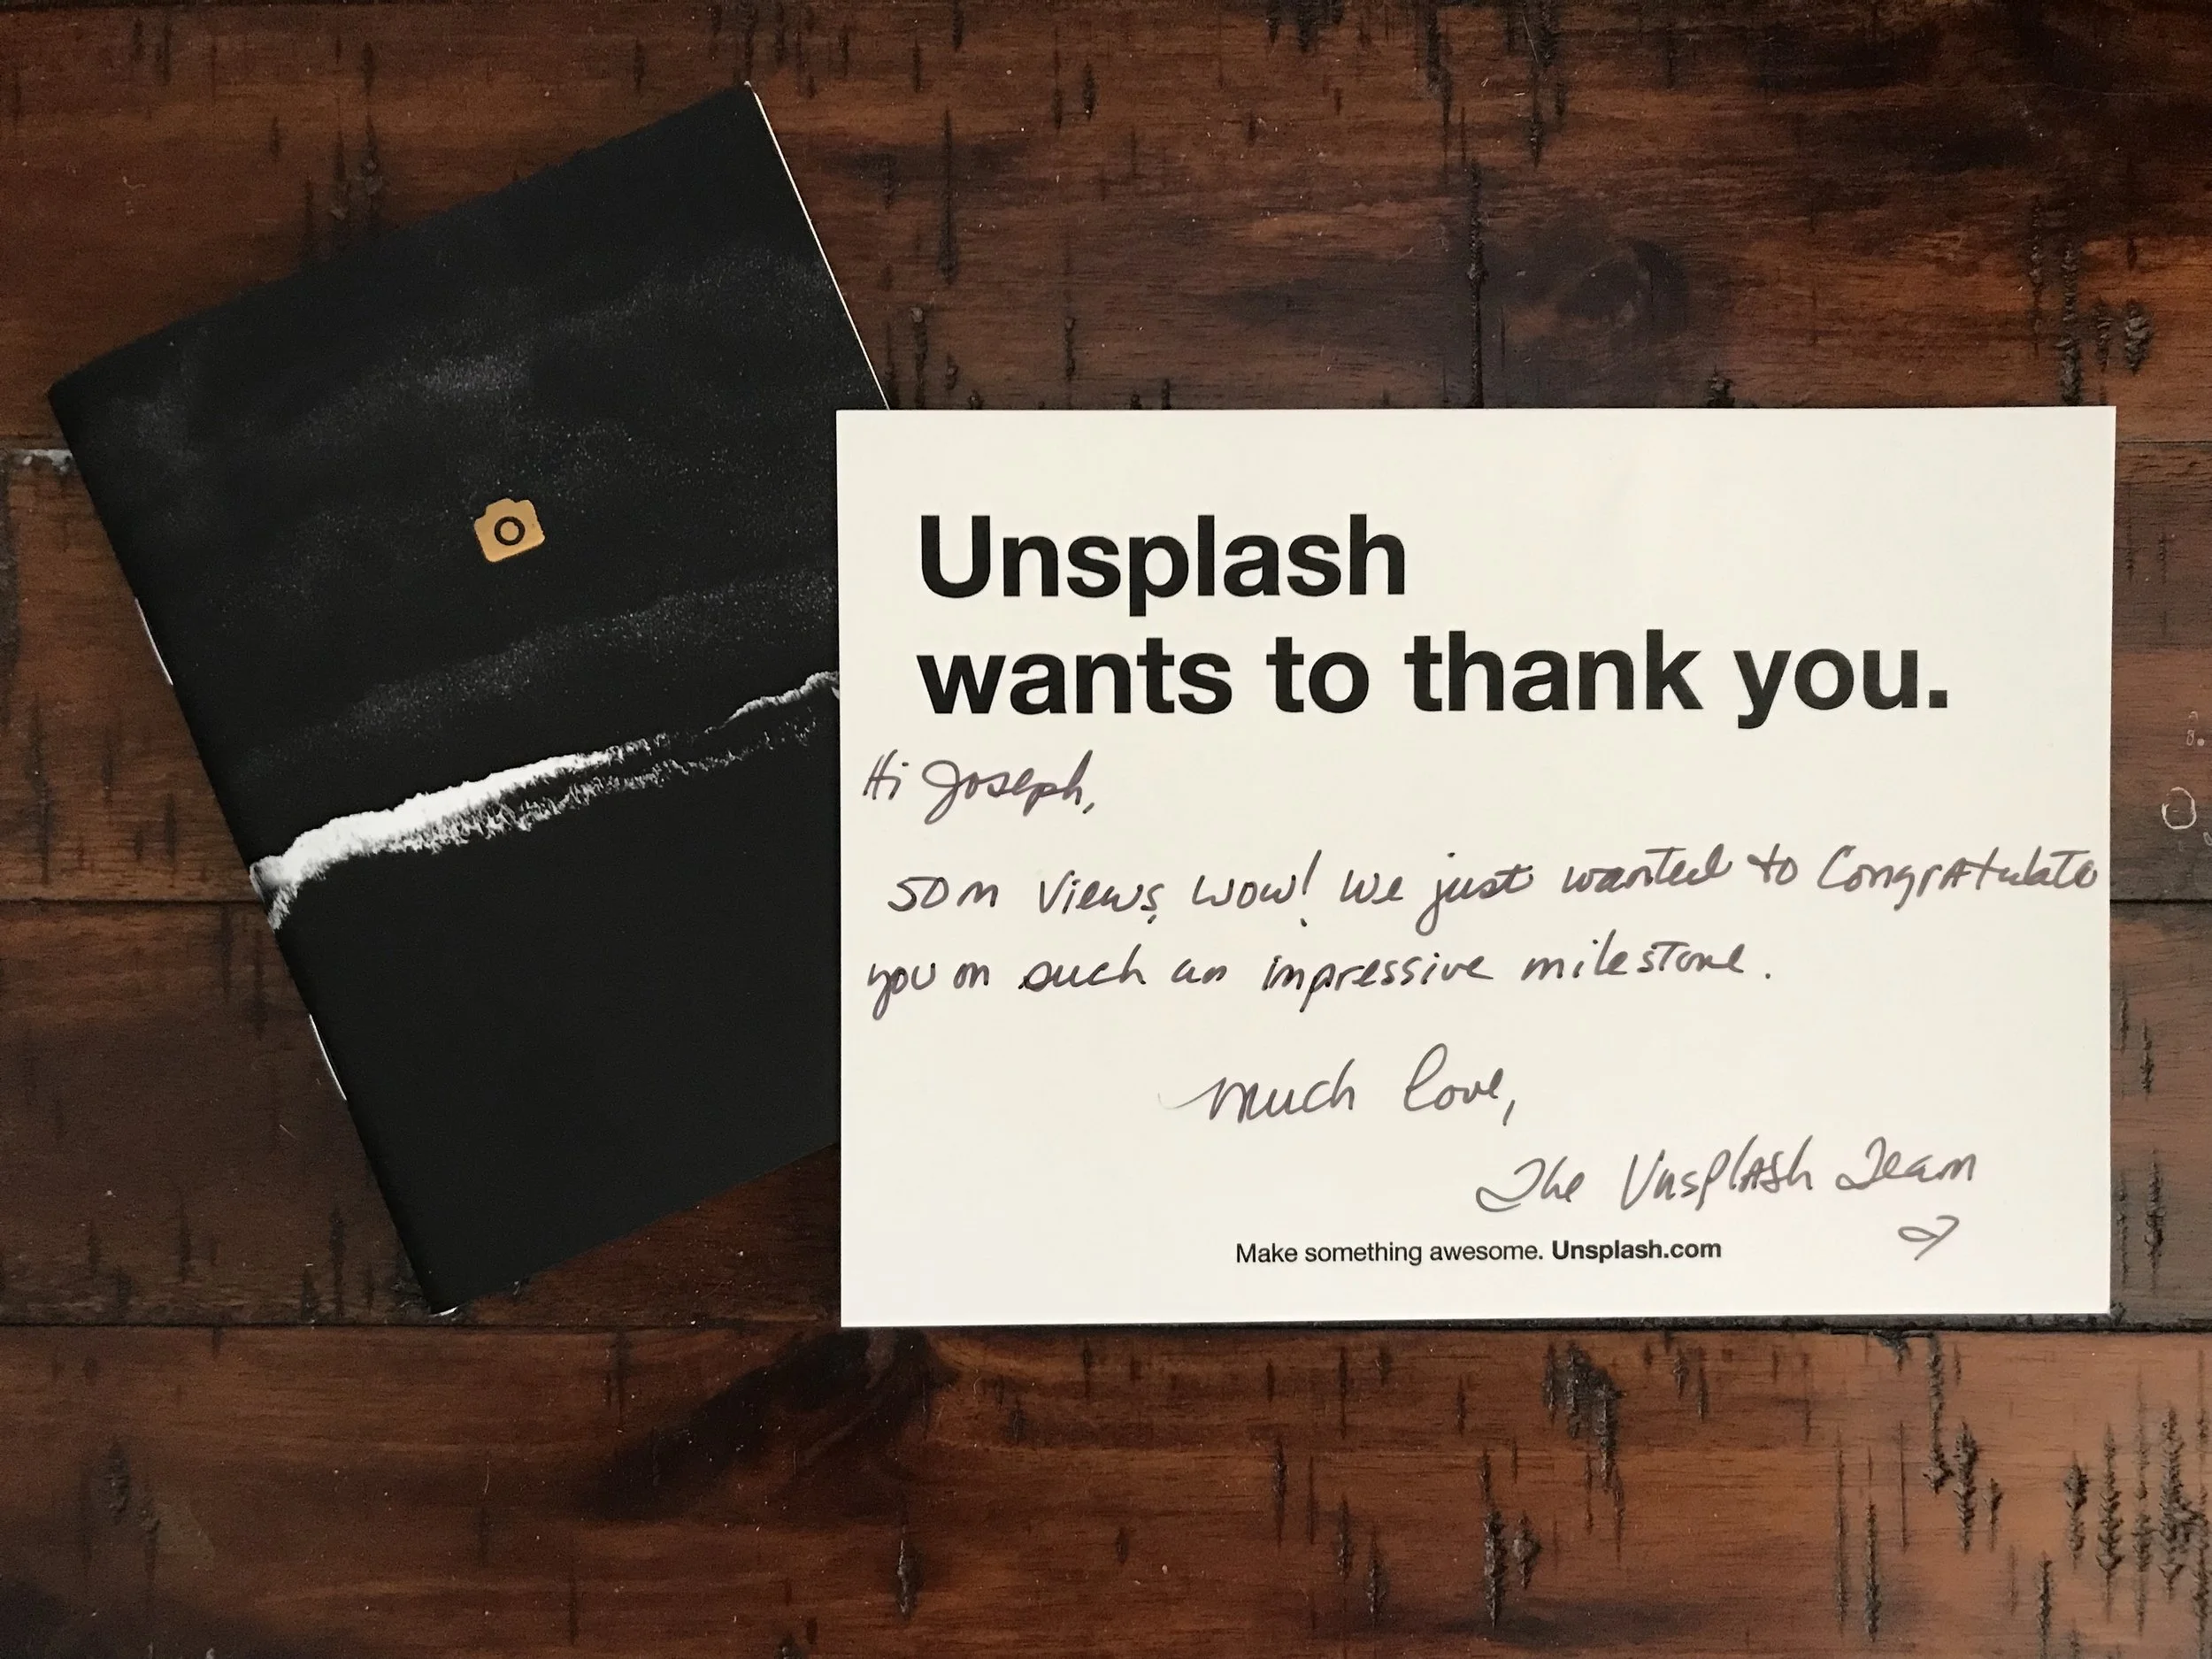 Unsplash
wants to thank you.
Hi Joseph,
50m views, wow! We just wanted to Congratulate
you on such an impressive milestone.
much love,
The Unsplash Team
Make something awesome. Unsplash.com